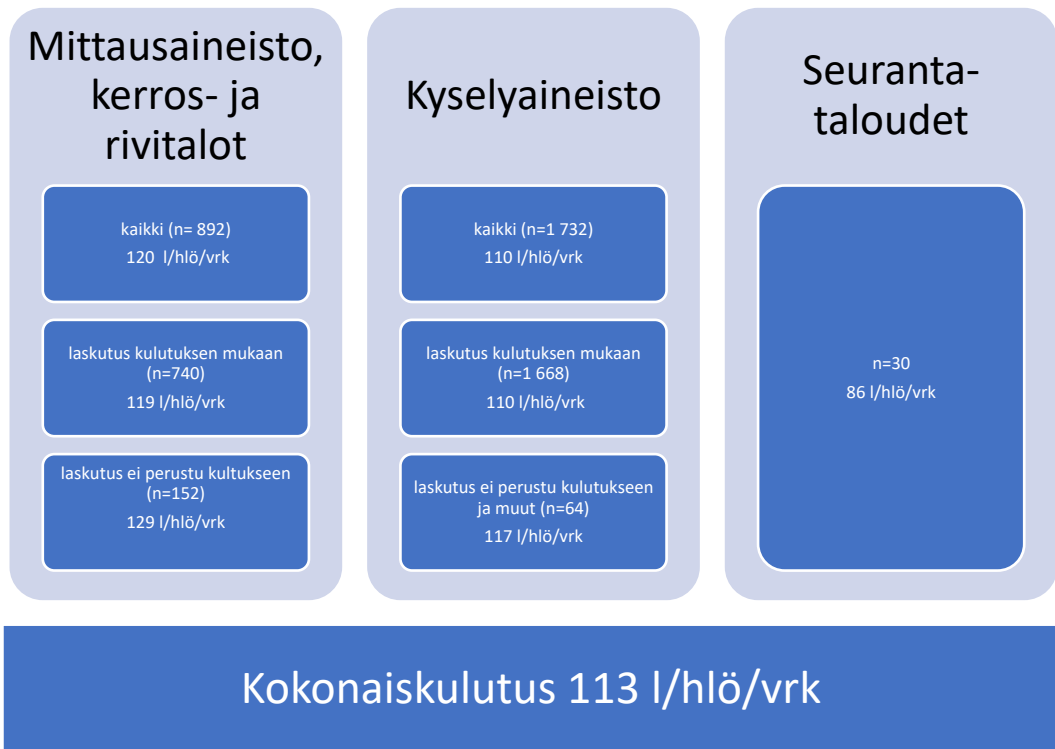 Mittausaineisto,
kerros- ja
rivitalot
kaikki (n= 892)
120 l/hlö/vrk
laskutus kulutuksen mukaan
(n=740)
119 l/hlö/vrk
laskutus ei perustu kultukseen
(n=152)
129 l/hlö/vrk
Kyselyaineisto
kaikki (n=1 732)
110 l/hlö/vrk
laskutus kulutuksen mukaan
(n=1 668)
110 l/hlö/vrk
laskutus ei perustu kulutukseen
ja muut (n=64)
117 l/hlö/vrk
Seuranta-
taloudet
n=30
86 l/hlö/vrk
Kokonaiskulutus 113 l/hlö/vrk